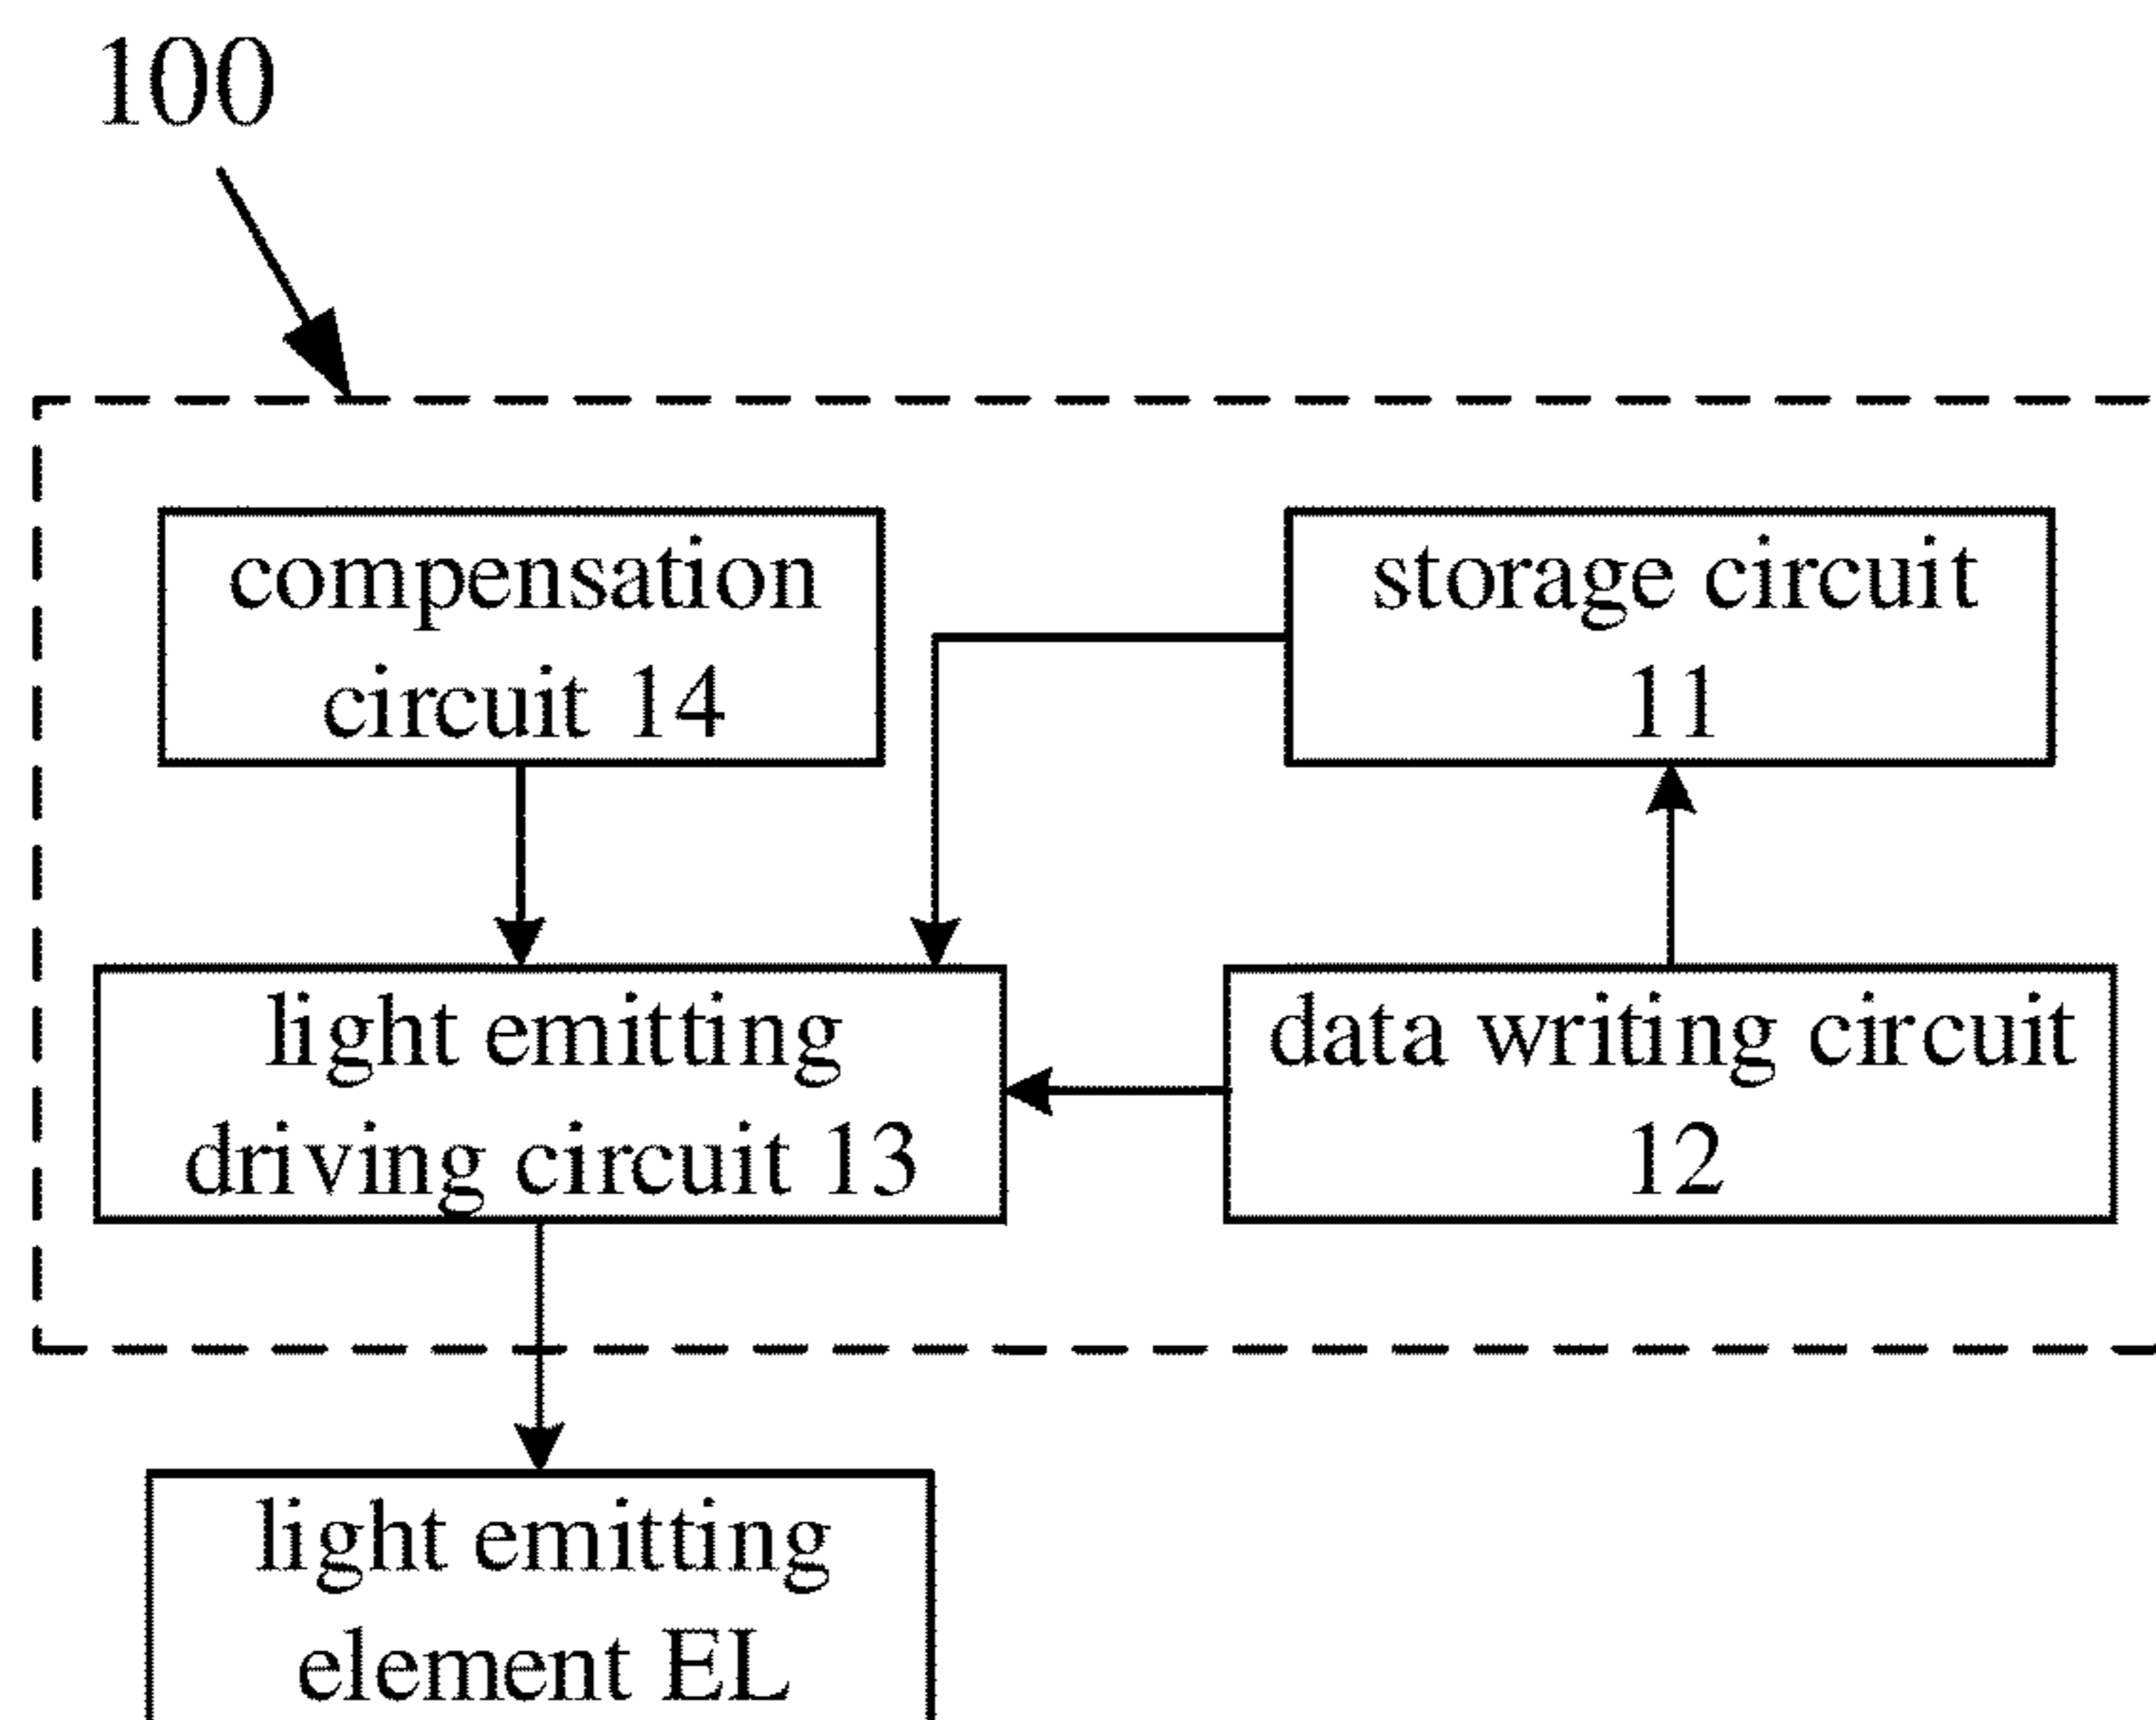 100
compensation
circuit 14
storage circuit
11
light emitting
driving circuit 13
data writing circuit
12
light emitting
element EL